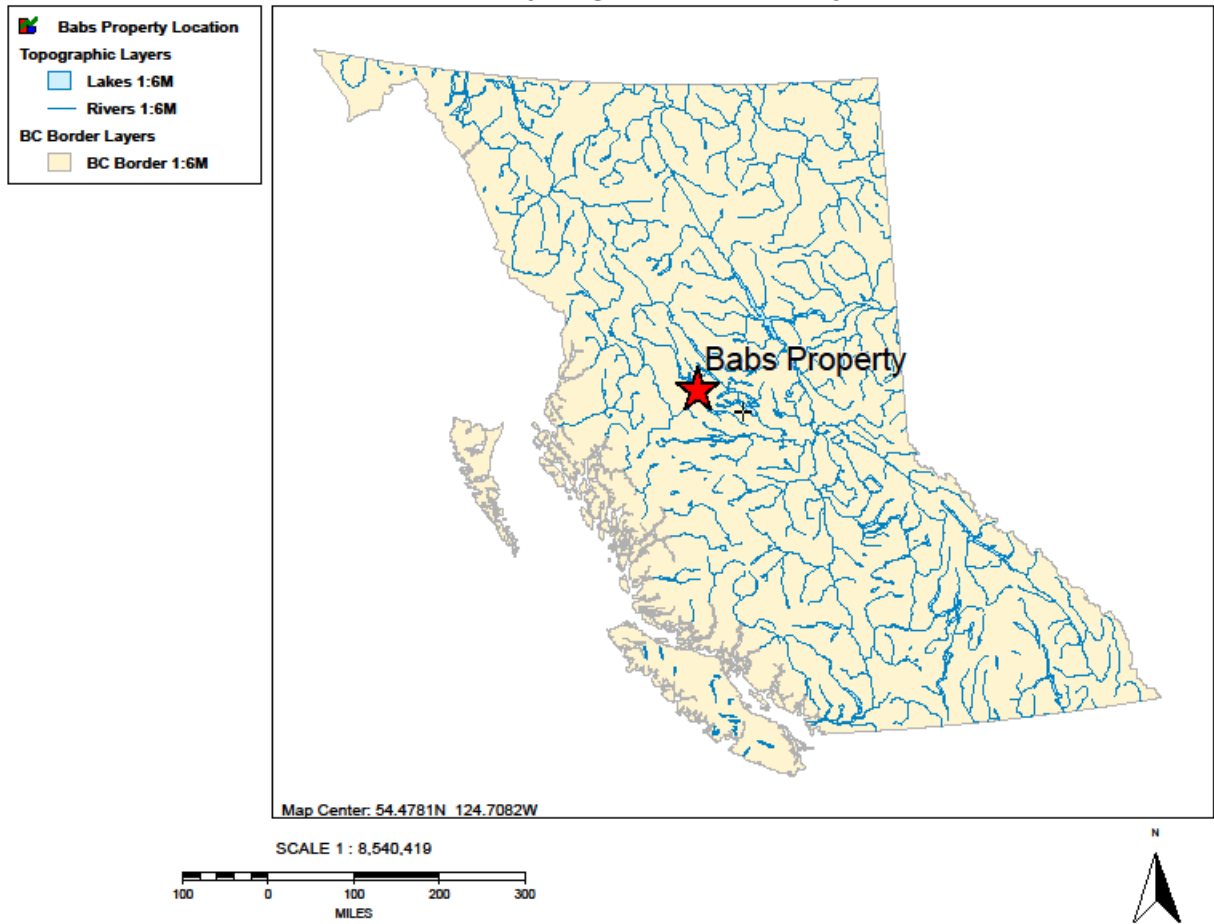 Babs Property Location
Topographic Layers
Lakes 1:6M
Rivers 1:6M
BC Border Layers
BC Border 1:6M
Babs Property
Map Center: 54.4781N 124.7082W
SCALE 1 : 8,540,419
100 0 100 200 300
MILES
N